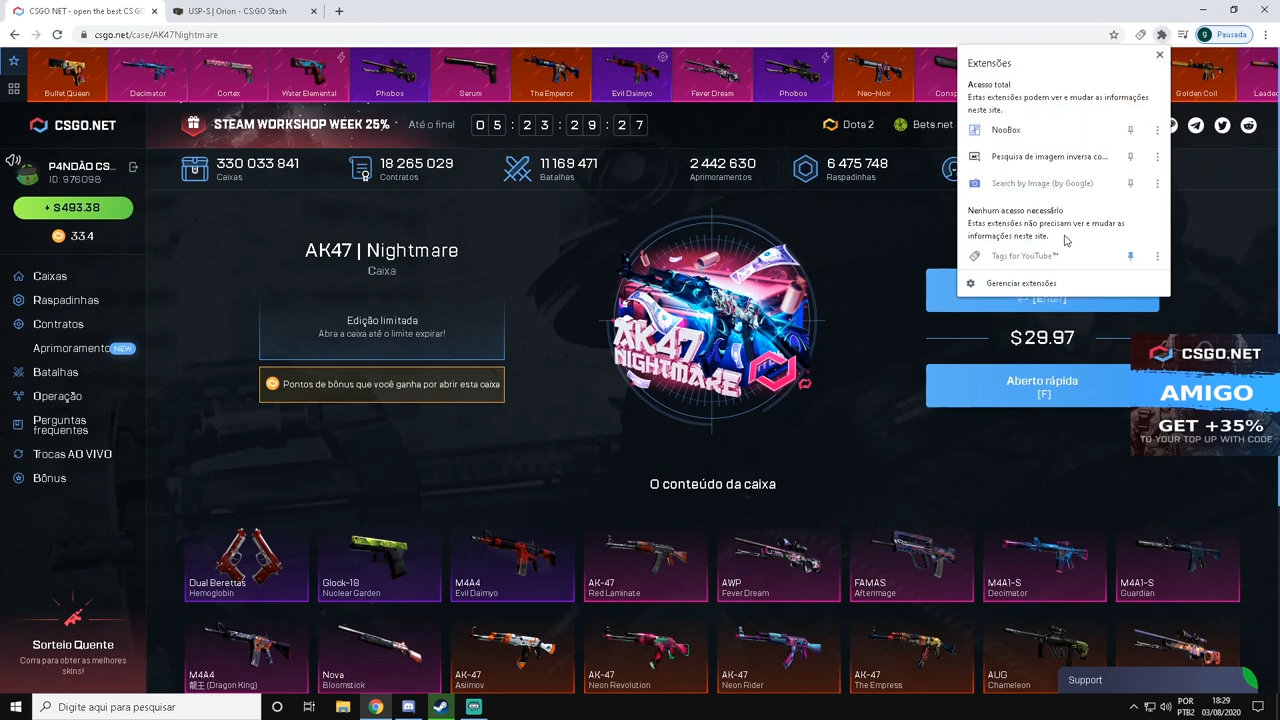 CSGO.NET - open the best CS GO
USP-S | Orion - CS:GO Stash
csgo.net/case/AK47Nightmare
Pausada
Bullet Queen
Decimator
Cortex
Water Elemental
Phobos
Serum
The Emperor
Evil Daimyo
Fever Dream
Phobos
Neo-Noir
Golden Coil
Extensões
Acesso total
Estas extensões podem ver e mudar as informações
neste site.
NooBox
Pesquisa de imagem inversa co...
Search by Image (by Google)
Nenhum acesso necessário
Estas extensões não precisam ver e mudar as
informações neste site.
Tags for YouTube™
Gerenciar extensões
CSGO.NET
STEAM WORKSHOP WEEK 25%
Até o final
0 5 : 2 3 : 2 9 : 2 7
Dota 2
Bets.net
P4NDÃO CS...
ID: 976098
+ $493.38
33.4
330 033 841
Caixas
18 265 029
Contratos
11 169 471
Batalhas
2 442 630
Aprimoramentos
6 475 748
Raspadinhas
Caixas
Raspadinhas
Contratos
Aprimoramento
NEW
Batalhas
Operação
Perguntas
frequentes
Trocas AO VIVO
Bônus
Sorteio Quente
Corra para obter as melhores
skins!
AK47 | Nightmare
Caixa
Edição limitada
Abra a caixa até o limite expirar!
Pontos de bônus que você ganha por abrir esta caixa
AK47
NIGHTMARE
[Enter]
$29.97
Aberto rápida
[F]
CSGO.NET
AMIGO
GET +35%
TO YOUR TOP UP WITH CODE
O conteúdo da caixa
Dual Berettas
Hemoglobin
Glock-18
Nuclear Garden
M4A4
Evil Daimyo
AK-47
Red Laminate
AWP
Fever Dream
FAMAS
Afterimage
M4A1-S
Decimator
M4A1-S
Guardian
M4A4
龍王 (Dragon King)
Nova
Bloomstick
AK-47
Asiimov
AK-47
Neon Revolution
AK-47
Neon Rider
AK-47
The Empress
AUG
Chameleon
Support
Digite aqui para pesquisar
POR
PTB2
18:29
03/08/2020